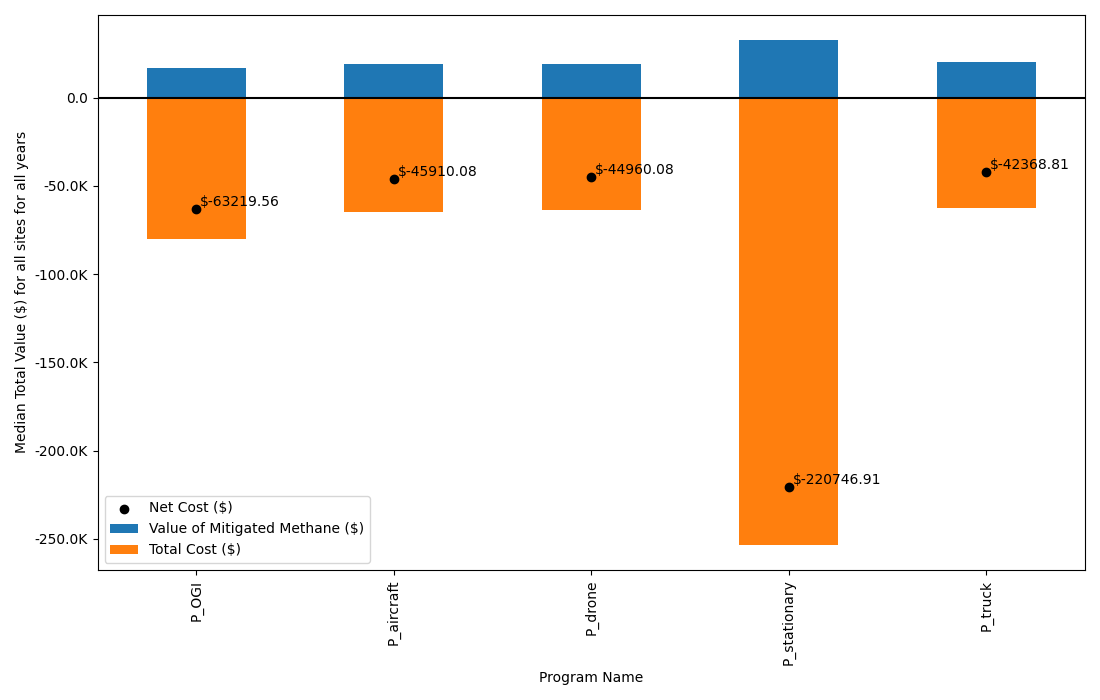 0.0
-50.0K
-100.0K
-150.0K
-200.0K
-250.0K
Median Total Value ($) for all sites for all years
$-63219.56
$-45910.08
$-44960.08
$-220746.91
$-42368.81
Net Cost ($)
Value of Mitigated Methane ($)
Total Cost ($)
P_OGI
P_aircraft
P_drone
P_stationary
P_truck
Program Name